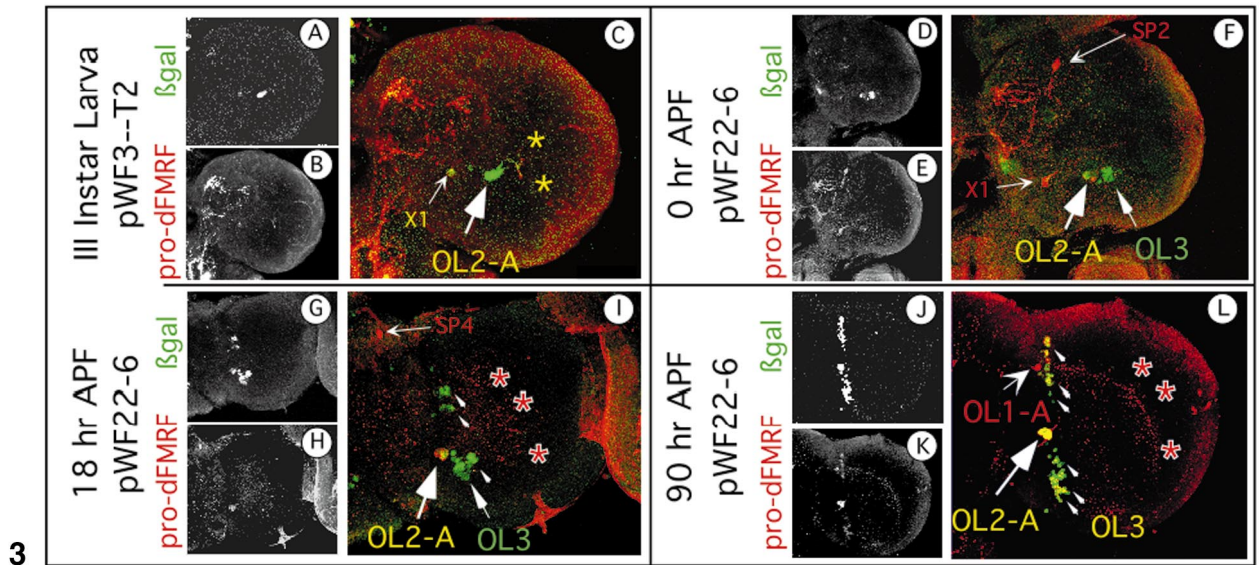 III Instar Larva
pWF3--T2
pro-dFMRF ßgal
A
B
C
*
*
X1
OL2-A
0 hr APF
pWF22-6
pro-dFMRF ßgal
D
E
F
SP2
X1
OL2-A OL3
18 hr APF
pWF22-6
pro-dFMRF ßgal
G
H
I
SP4
*
*
*
OL2-A OL3
90 hr APF
pWF22-6
pro-dFMRF ßgal
J
K
L
*
*
*
OL1-A
OL2-A OL3
3